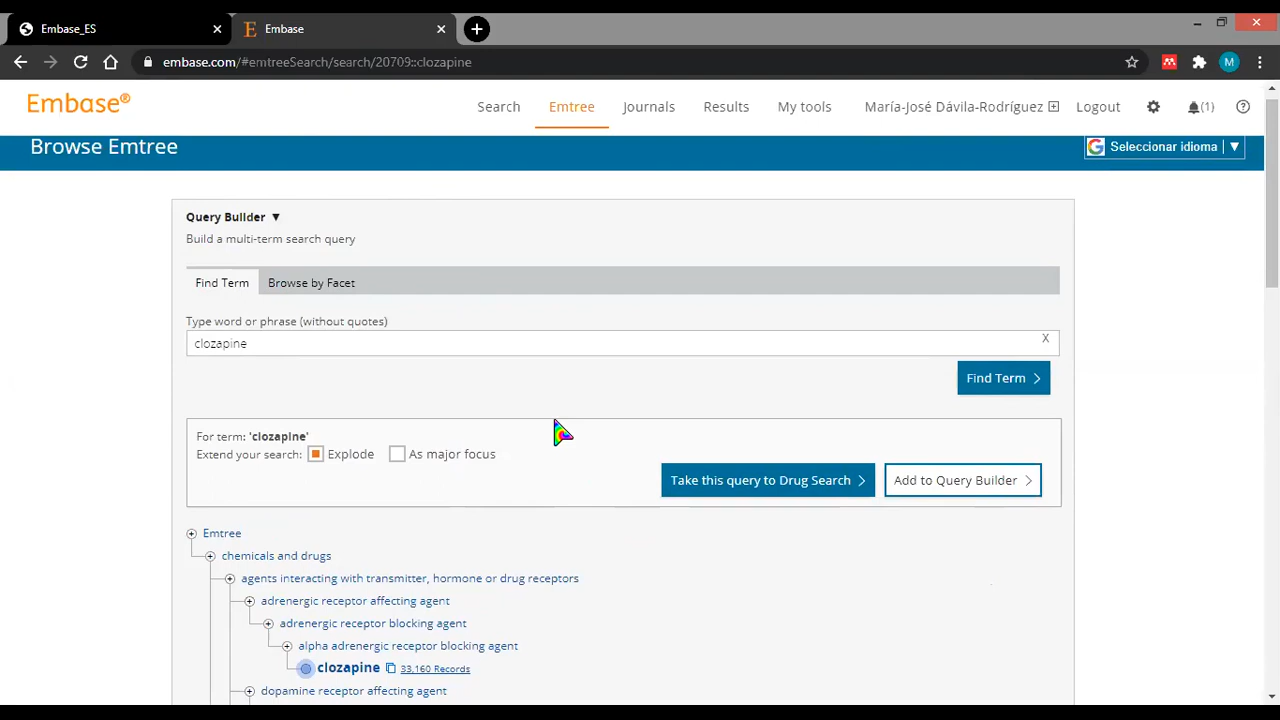 Embase_ES
Embase
embase.com/#emtreeSearch/search/20709::clozapine
M
Embase®
Search
Emtree
Journals
Results
My tools
María-José Dávila-Rodríguez
Logout
(1)
Browse Emtree
Seleccionar idioma ▼
Query Builder ▼
Build a multi-term search query
Find Term
Browse by Facet
Type word or phrase (without quotes)
clozapine
X
Find Term
For term: 'clozapine'
Extend your search: Explode As major focus
Take this query to Drug Search
Add to Query Builder
Emtree
chemicals and drugs
agents interacting with transmitter, hormone or drug receptors
adrenergic receptor affecting agent
adrenergic receptor blocking agent
alpha adrenergic receptor blocking agent
clozapine 33,160 Records
dopamine receptor affecting agent